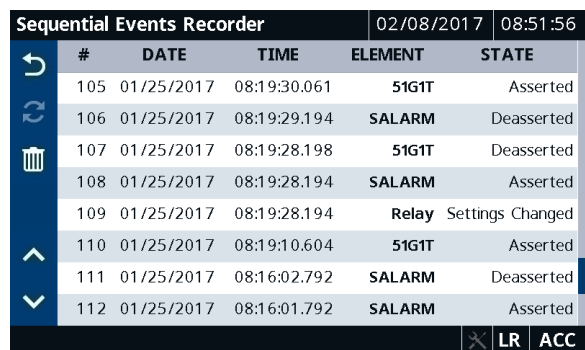 Sequential Events Recorder 02/08/2017 08:51:56
# DATE TIME ELEMENT STATE
105 01/25/2017 08:19:30.061 51G1T Asserted
106 01/25/2017 08:19:29.194 SALARM Deasserted
107 01/25/2017 08:19:28.198 51G1T Deasserted
108 01/25/2017 08:19:28.194 SALARM Asserted
109 01/25/2017 08:19:28.194 Relay Settings Changed
110 01/25/2017 08:19:10.604 51G1T Asserted
111 01/25/2017 08:16:02.792 SALARM Deasserted
112 01/25/2017 08:16:01.792 SALARM Asserted
LR ACC